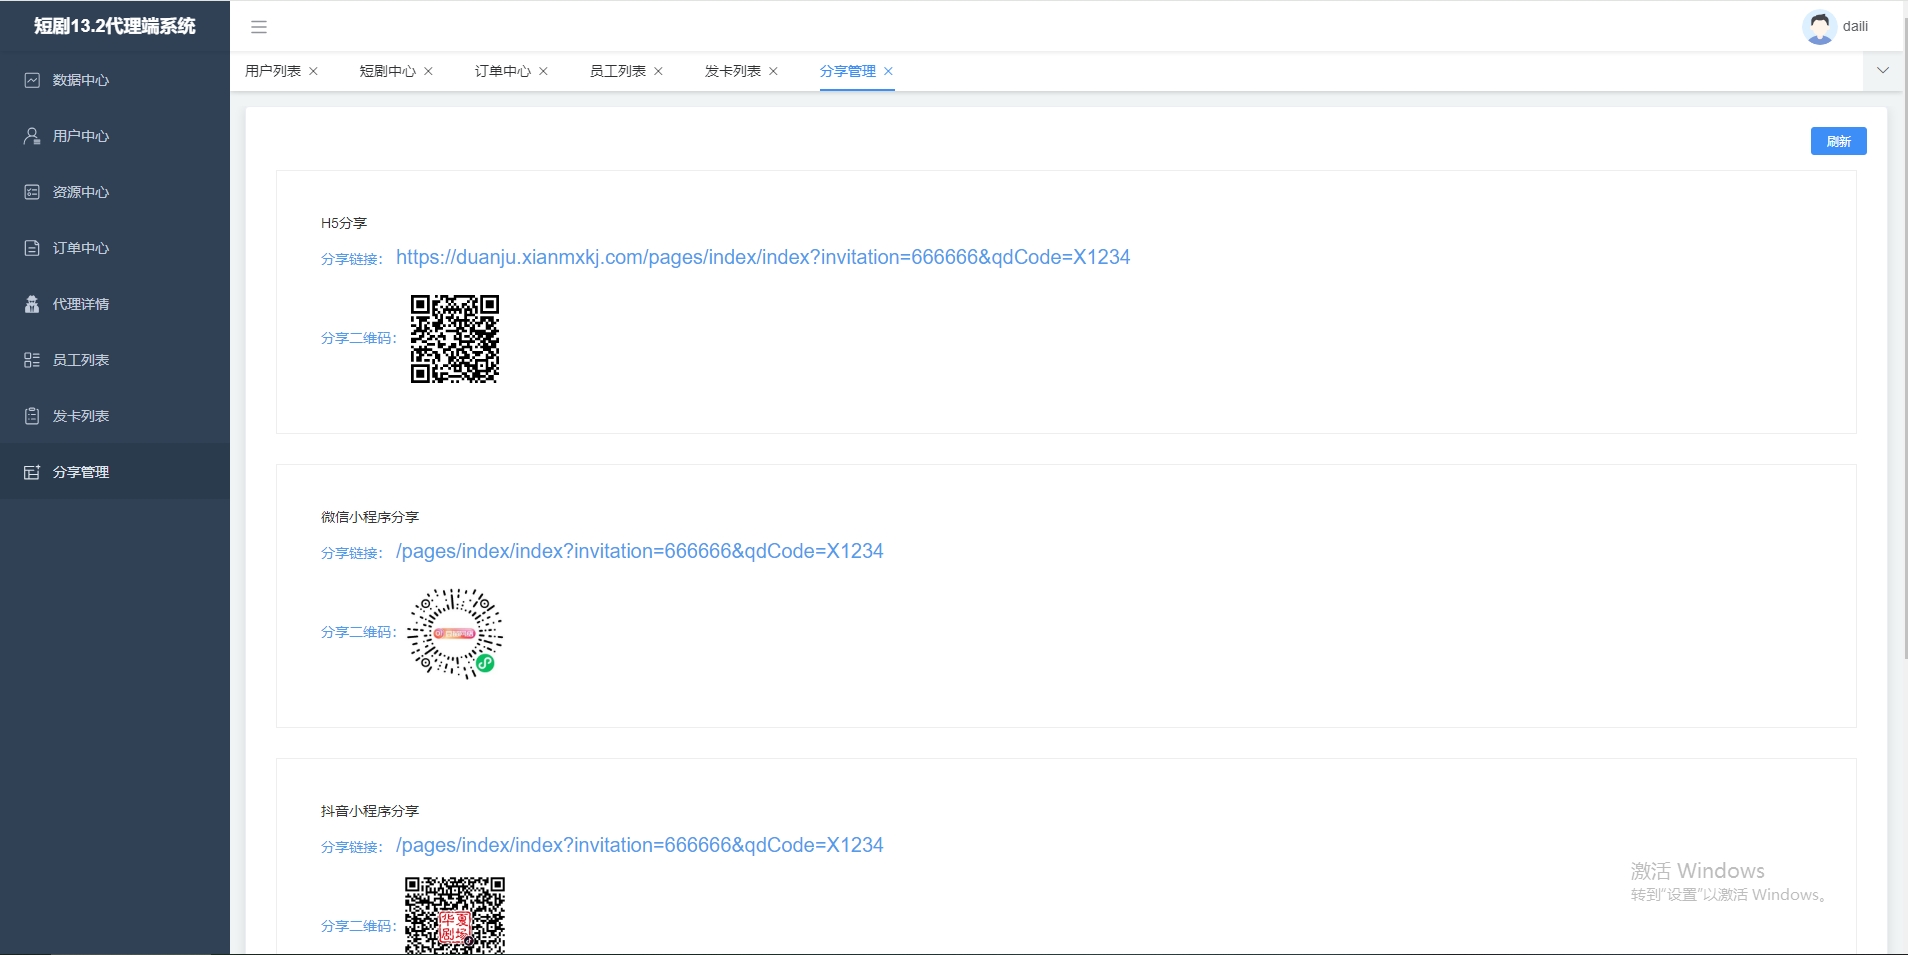 短剧13.2代理端系统
daili
数据中心
用户中心
资源中心
订单中心
代理详情
员工列表
发卡列表
分享管理
用户列表
短剧中心
订单中心
员工列表
发卡列表
分享管理
刷新
H5分享
分享链接： https://duanju.xianmxkj.com/pages/index/index?invitation=666666&qdCode=X1234
分享二维码：
微信小程序分享
分享链接： /pages/index/index?invitation=666666&qdCode=X1234
分享二维码：
抖音小程序分享
分享链接： /pages/index/index?invitation=666666&qdCode=X1234
分享二维码：
华夏
剧场
激活 Windows
转到“设置”以激活 Windows。